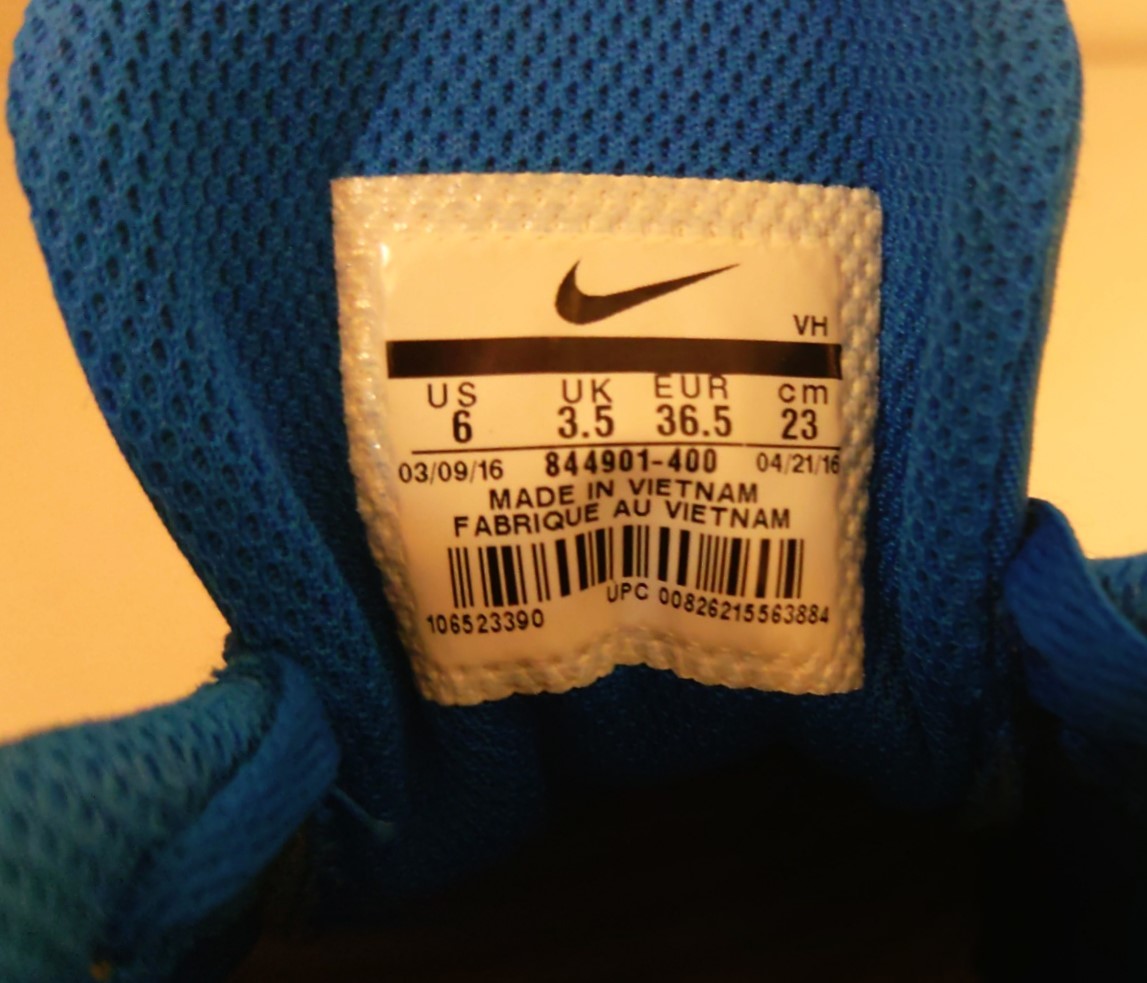 VH
US UK EUR cm
6 3.5 36.5 23
03/09/16 844901-400 04/21/16
MADE IN VIETNAM
FABRIQUE AU VIETNAM
106523390 UPC 00826215563884